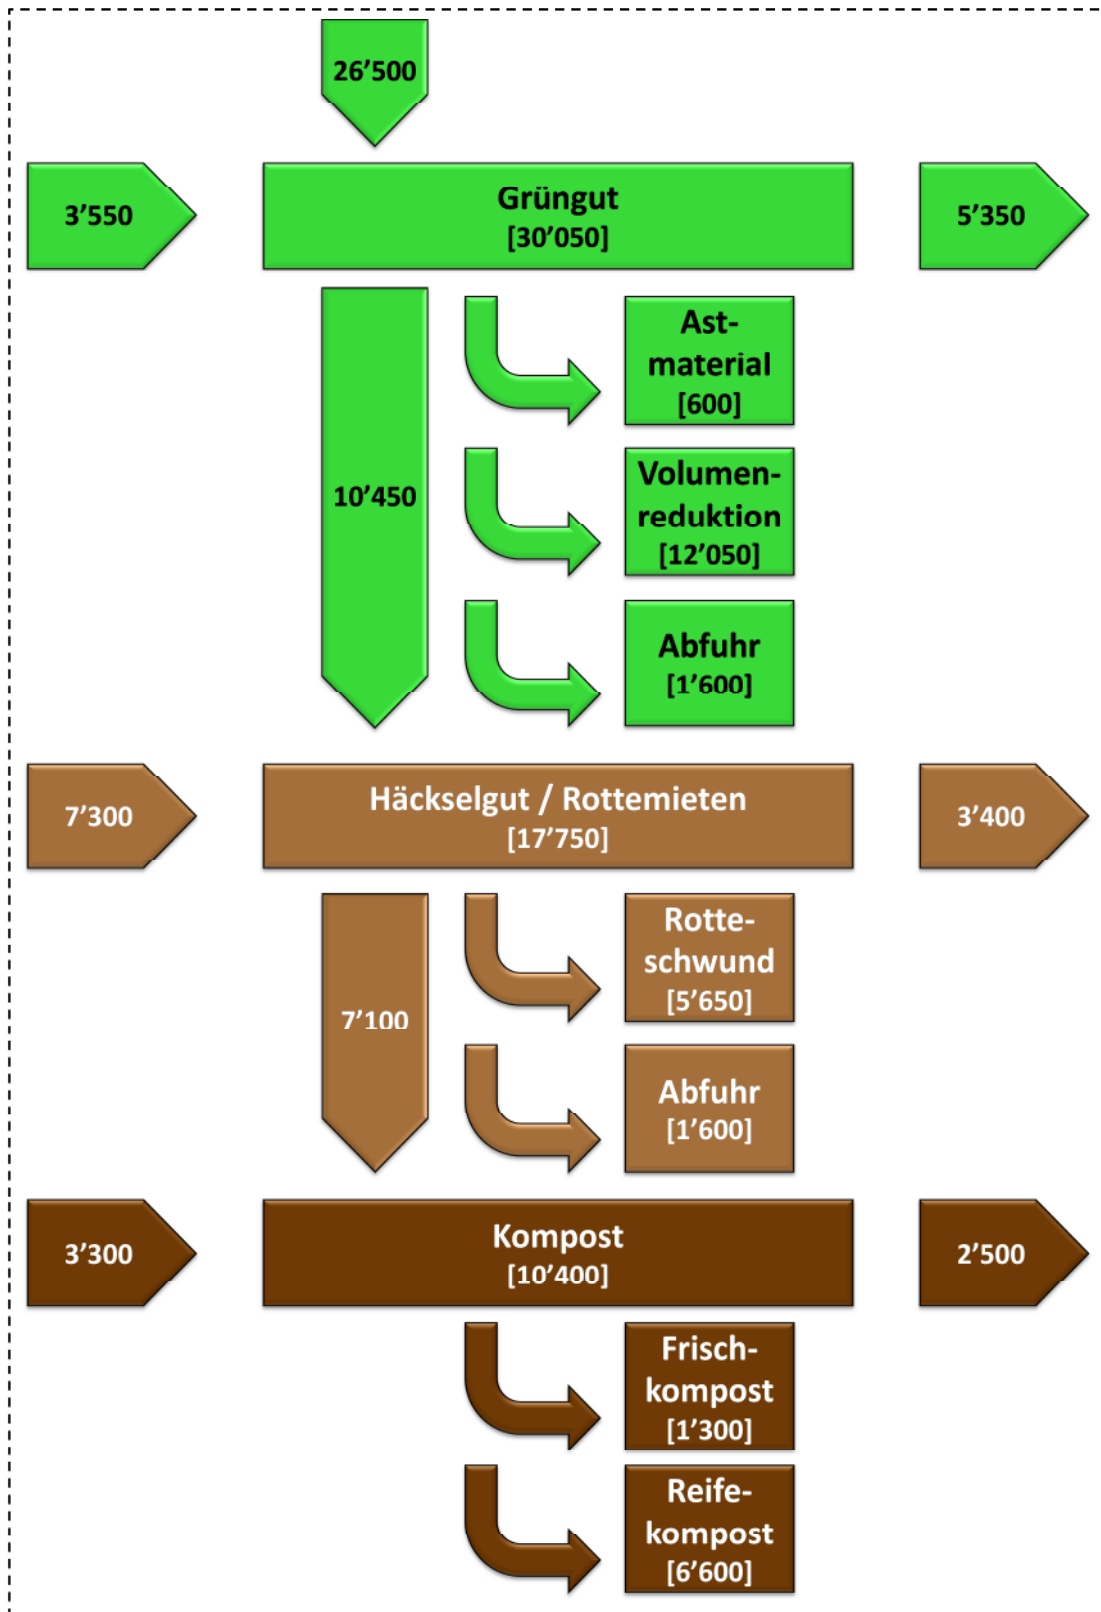 26’500
3’550
Grüngut
[30’050]
5’350
10’450
Ast-
material
[600]
Volumen-
reduktion
[12’050]
Abfuhr
[1’600]
7’300
Häckselgut / Rottemieten
[17’750]
3’400
7’100
Rotte-
schwund
[5’650]
Abfuhr
[1’600]
3’300
Kompost
[10’400]
2’500
Frisch-
kompost
[1’300]
Reife-
kompost
[6’600]